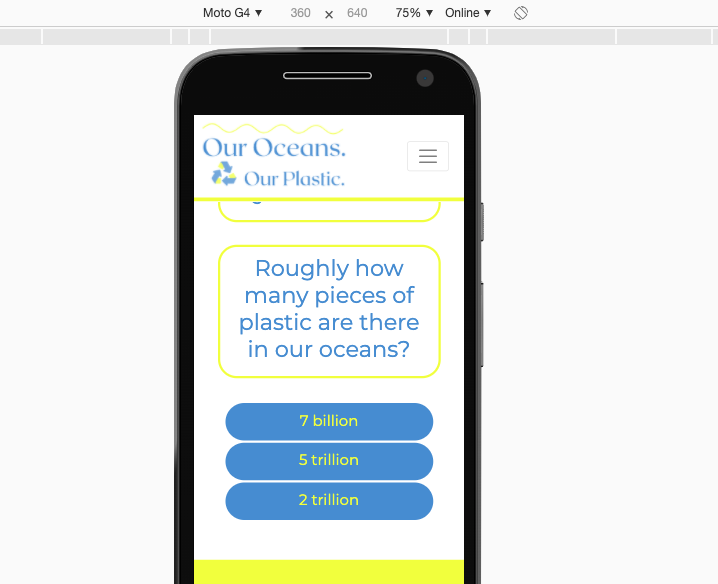 Moto G4 ▼ 360 × 640 75% ▼ Online ▼
Our Oceans.
Our Plastic.
Roughly how
many pieces of
plastic are there
in our oceans?
7 billion
5 trillion
2 trillion